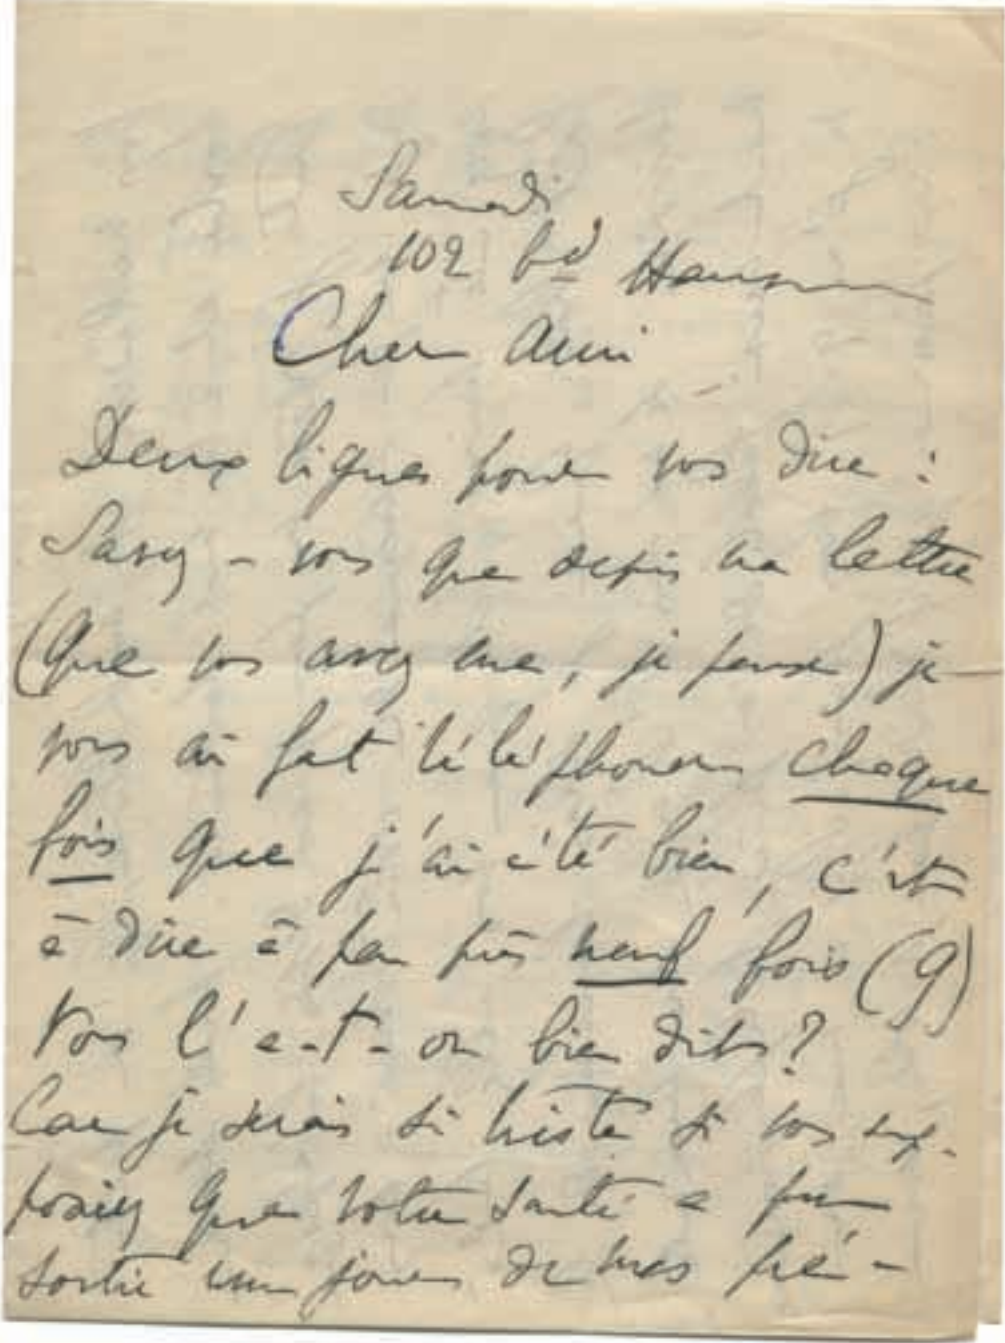 Samedi
102 bd Haussmann
Cher ami
Deux lignes pour vous dire :
Savez-vous que depuis ma lettre
(que vous avez eue, je pense) je
vous ai fait téléphoner chaque
fois que j'ai été bien, c'est
à dire à peu près neuf fois (9)
Vous l'a-t-on bien dit ?
Car je serais si triste si vous sup-
posiez que votre santé a pu
sortir un jour de mes pré-